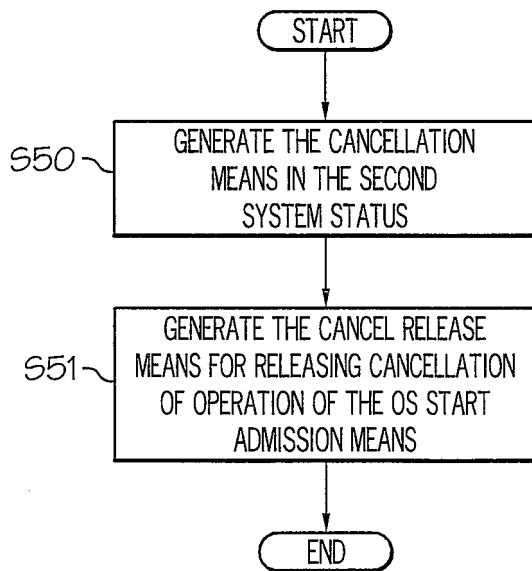 START
S50
GENERATE THE CANCELLATION
MEANS IN THE SECOND
SYSTEM STATUS
S51
GENERATE THE CANCEL RELEASE
MEANS FOR RELEASING CANCELLATION
OF OPERATION OF THE OS START
ADMISSION MEANS
END